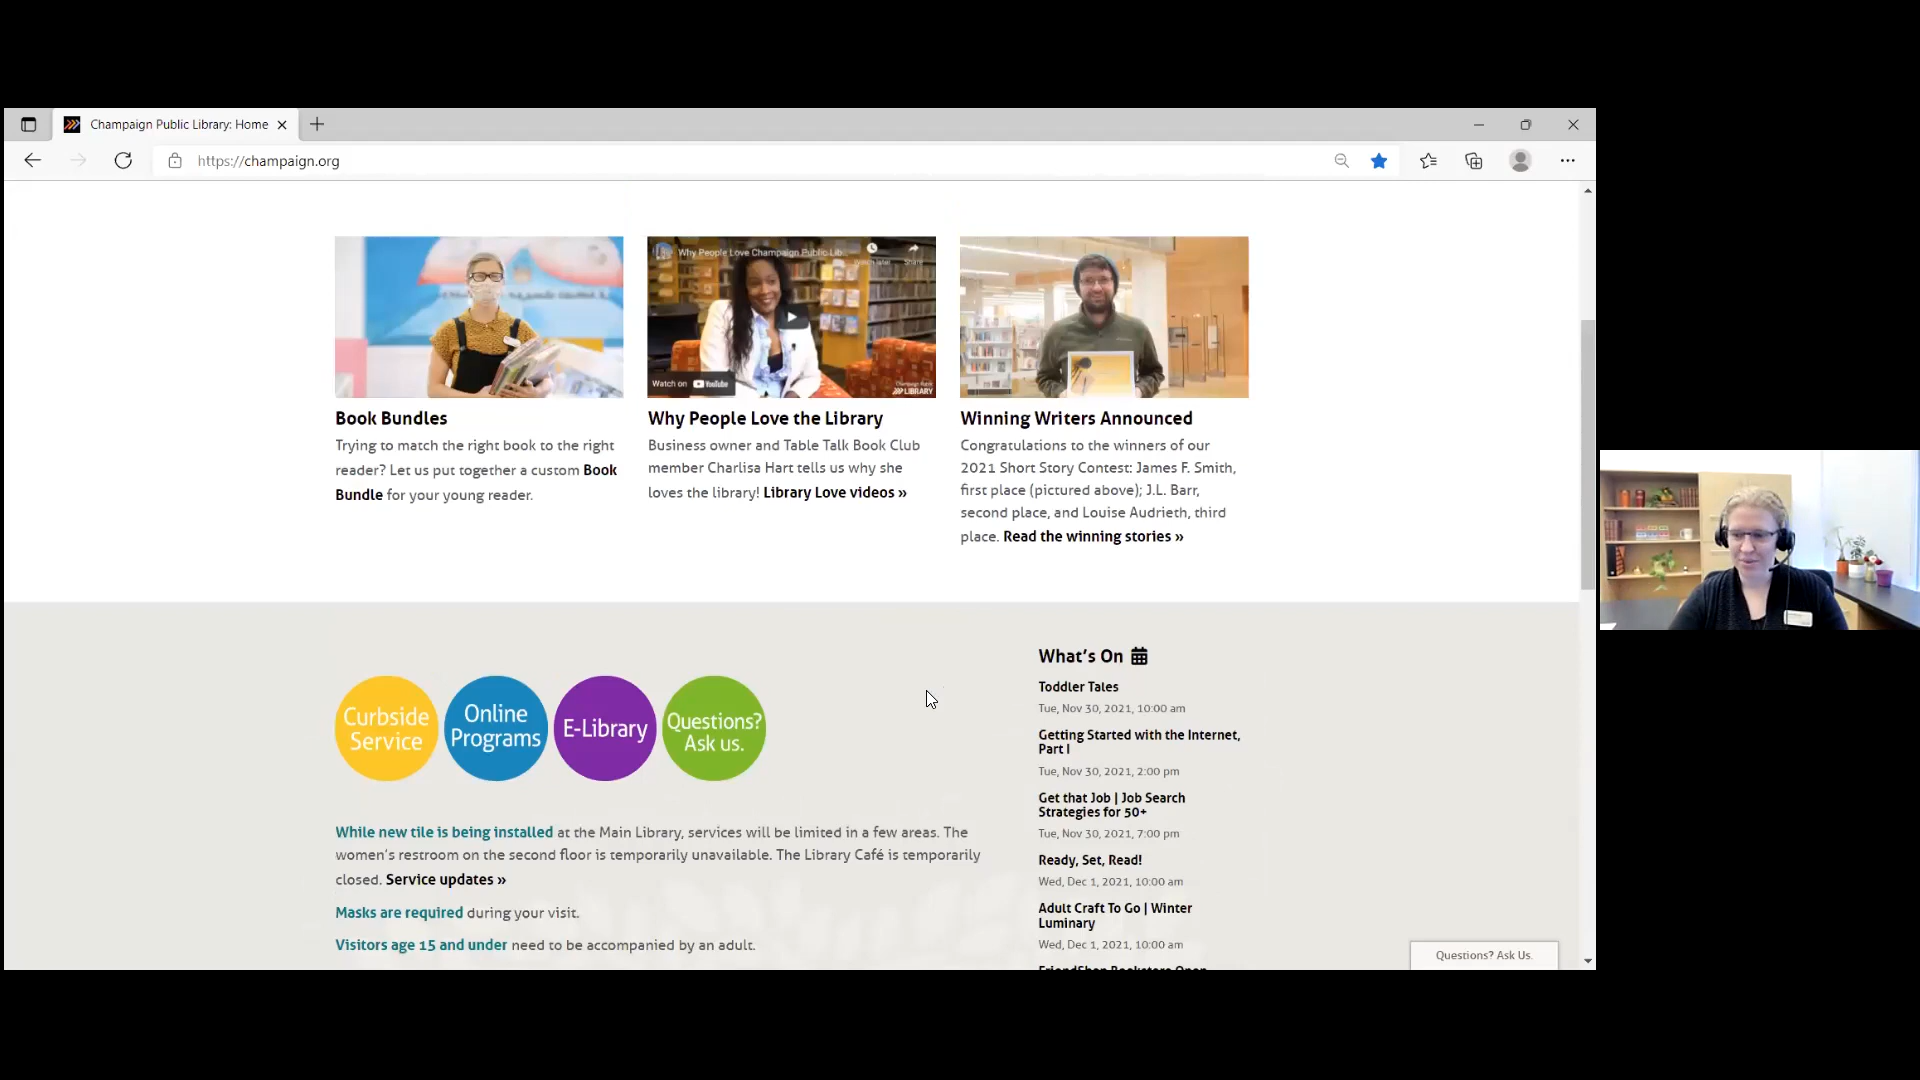 Champaign Public Library: Home
https://champaign.org
Why People Love Champaign Public Lib...
Watch later
Share
Watch on YouTube
LIBRARY
Book Bundles
Trying to match the right book to the right
reader? Let us put together a custom Book
Bundle for your young reader.
Why People Love the Library
Business owner and Table Talk Book Club
member Charlisa Hart tells us why she
loves the library! Library Love videos »
Winning Writers Announced
Congratulations to the winners of our
2021 Short Story Contest: James F. Smith,
first place (pictured above); J.L. Barr,
second place, and Louise Audrieth, third
place. Read the winning stories »
Curbside
Service
Online
Programs
E-Library
Questions?
Ask us.
While new tile is being installed at the Main Library, services will be limited in a few areas. The
women's restroom on the second floor is temporarily unavailable. The Library Café is temporarily
closed. Service updates »
Masks are required during your visit.
Visitors age 15 and under need to be accompanied by an adult.
What's On
Toddler Tales
Tue, Nov 30, 2021, 10:00 am
Getting Started with the Internet,
Part I
Tue, Nov 30, 2021, 2:00 pm
Get that Job | Job Search
Strategies for 50+
Tue, Nov 30, 2021, 7:00 pm
Ready, Set, Read!
Wed, Dec 1, 2021, 10:00 am
Adult Craft To Go | Winter
Luminary
Wed, Dec 1, 2021, 10:00 am
FriendShop Bookstore Open
Questions? Ask Us.